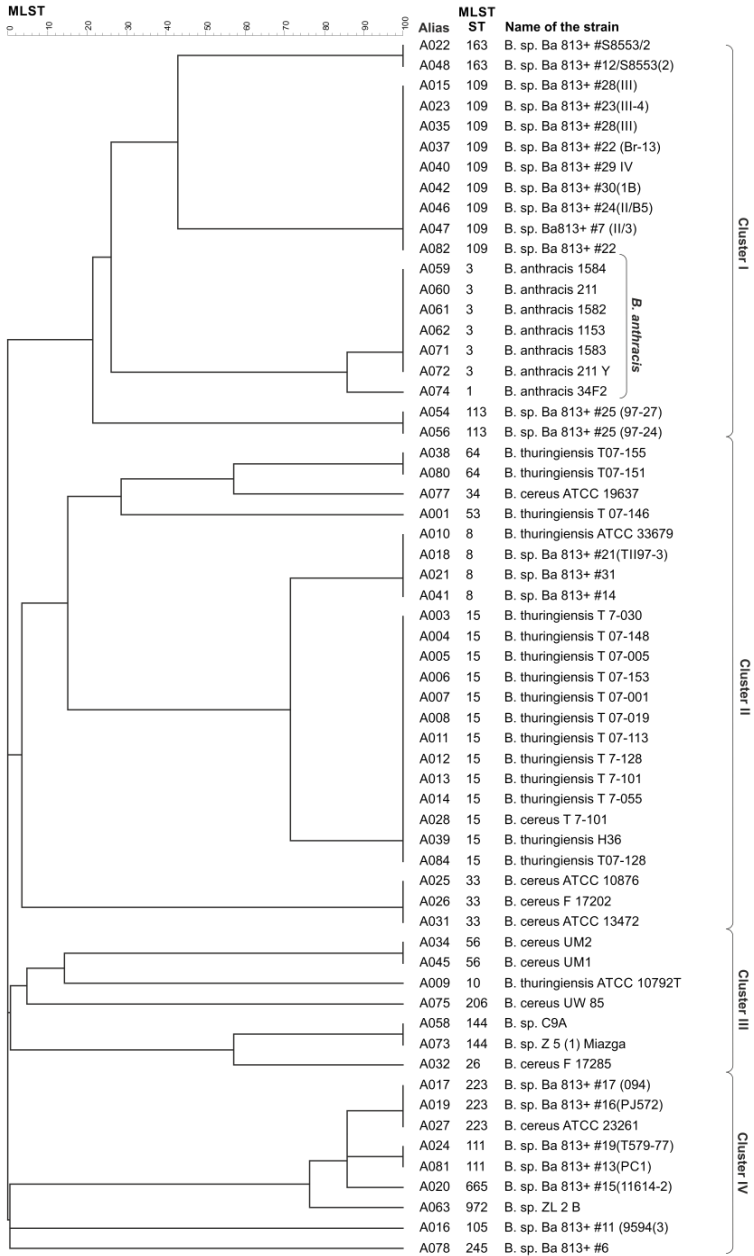 MLST
0 10 20 30 40 50 60 70 80 90 100
MLST
Alias ST Name of the strain
A022 163 B. sp. Ba 813+ #S8553/2
A048 163 B. sp. Ba 813+ #12/S8553(2)
A015 109 B. sp. Ba 813+ #28(III)
A023 109 B. sp. Ba 813+ #23(III-4)
A035 109 B. sp. Ba 813+ #28(III)
A037 109 B. sp. Ba 813+ #22 (Br-13)
A040 109 B. sp. Ba 813+ #29 IV
A042 109 B. sp. Ba 813+ #30(1B)
A046 109 B. sp. Ba 813+ #24(II/B5)
A047 109 B. sp. Ba813+ #7 (II/3)
A082 109 B. sp. Ba 813+ #22
A059 3 B. anthracis 1584
A060 3 B. anthracis 211
A061 3 B. anthracis 1582
A062 3 B. anthracis 1153
A071 3 B. anthracis 1583
A072 3 B. anthracis 211 Y
A074 1 B. anthracis 34F2
B. anthracis
A054 113 B. sp. Ba 813+ #25 (97-27)
A056 113 B. sp. Ba 813+ #25 (97-24)
Cluster I
A038 64 B. thuringiensis T07-155
A080 64 B. thuringiensis T07-151
A077 34 B. cereus ATCC 19637
A001 53 B. thuringiensis T 07-146
A010 8 B. thuringiensis ATCC 33679
A018 8 B. sp. Ba 813+ #21(TII97-3)
A021 8 B. sp. Ba 813+ #31
A041 8 B. sp. Ba 813+ #14
A003 15 B. thuringiensis T 7-030
A004 15 B. thuringiensis T 07-148
A005 15 B. thuringiensis T 07-005
A006 15 B. thuringiensis T 07-153
A007 15 B. thuringiensis T 07-001
A008 15 B. thuringiensis T 07-019
A011 15 B. thuringiensis T 07-113
A012 15 B. thuringiensis T 7-128
A013 15 B. thuringiensis T 7-101
A014 15 B. thuringiensis T 7-055
A028 15 B. cereus T 7-101
A039 15 B. thuringiensis H36
A084 15 B. thuringiensis T07-128
A025 33 B. cereus ATCC 10876
A026 33 B. cereus F 17202
A031 33 B. cereus ATCC 13472
Cluster II
A034 56 B. cereus UM2
A045 56 B. cereus UM1
A009 10 B. thuringiensis ATCC 10792T
A075 206 B. cereus UW 85
A058 144 B. sp. C9A
A073 144 B. sp. Z 5 (1) Miazga
A032 26 B. cereus F 17285
Cluster III
A017 223 B. sp. Ba 813+ #17 (094)
A019 223 B. sp. Ba 813+ #16(PJ572)
A027 223 B. cereus ATCC 23261
A024 111 B. sp. Ba 813+ #19(T579-77)
A081 111 B. sp. Ba 813+ #13(PC1)
A020 665 B. sp. Ba 813+ #15(11614-2)
A063 972 B. sp. ZL 2 B
A016 105 B. sp. Ba 813+ #11 (9594(3)
A078 245 B. sp. Ba 813+ #6
Cluster IV